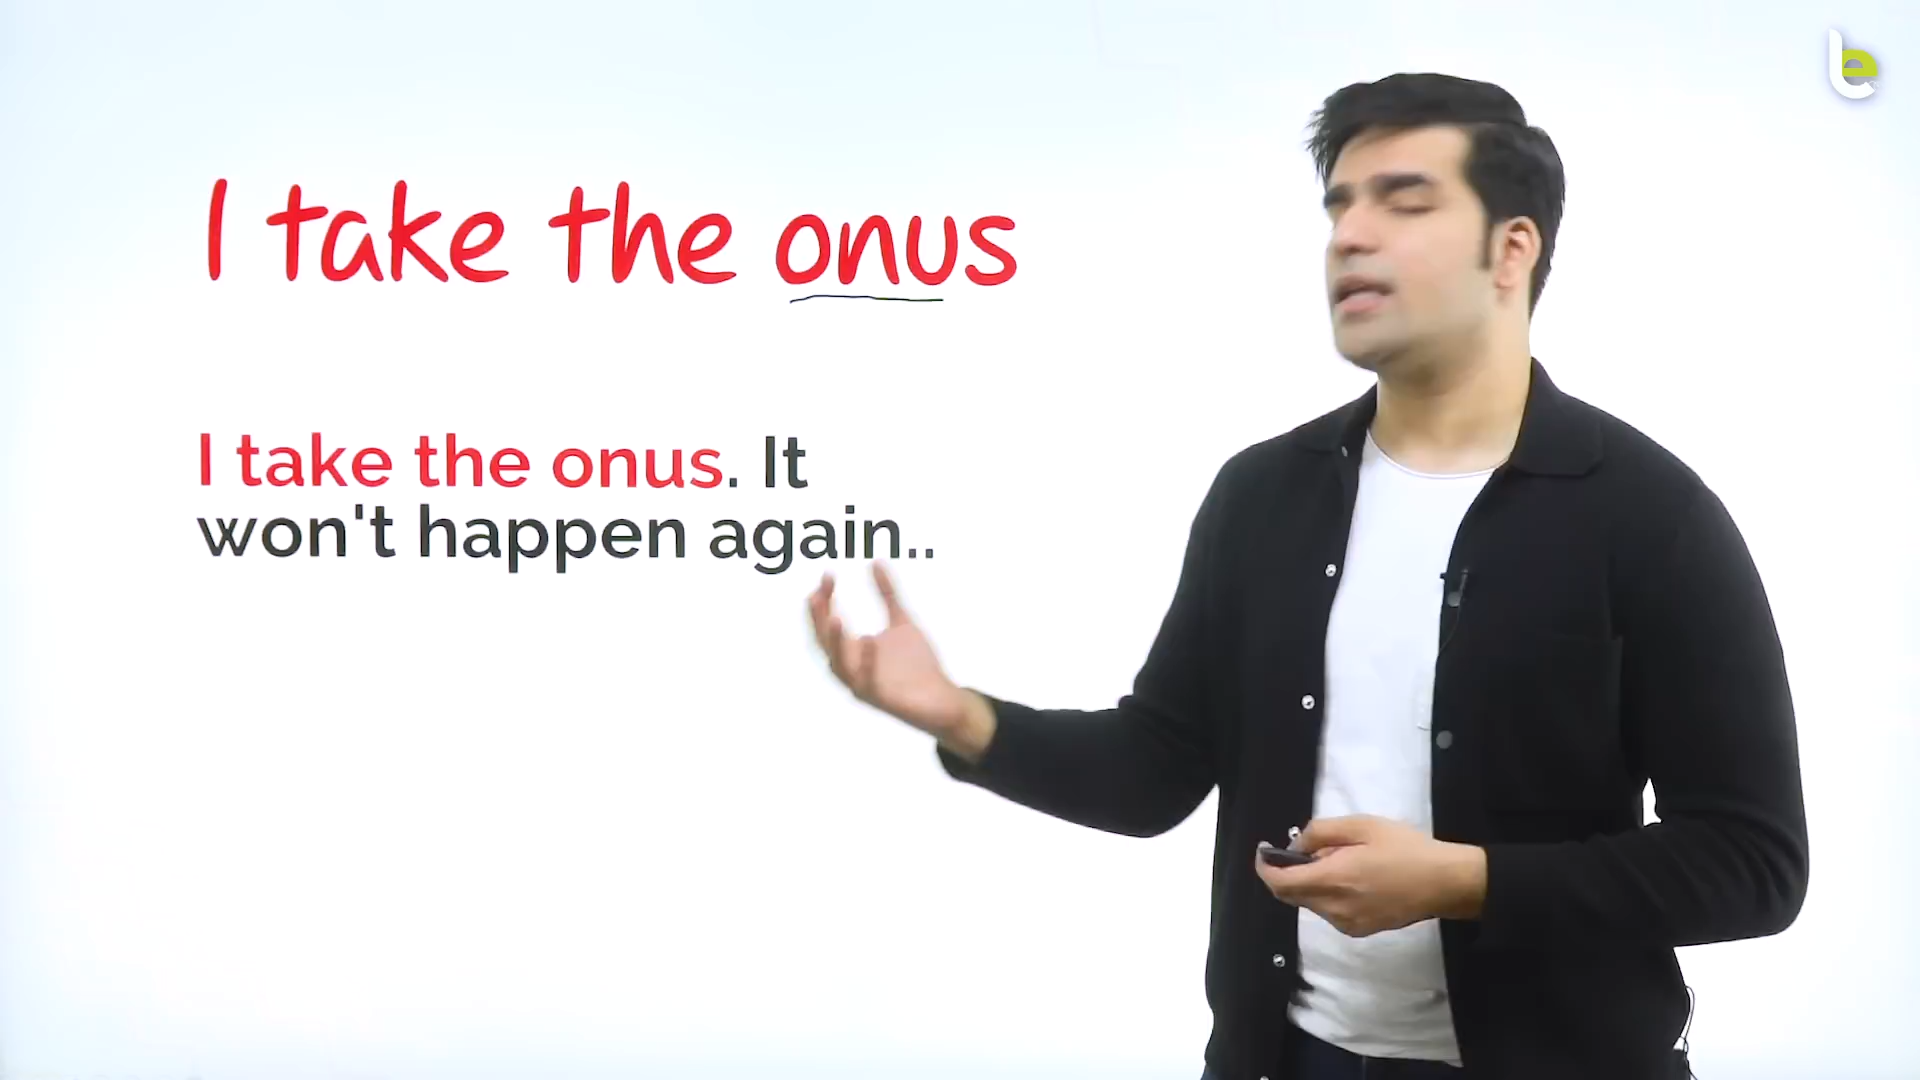 I take the onus
I take the onus. It
won't happen again..